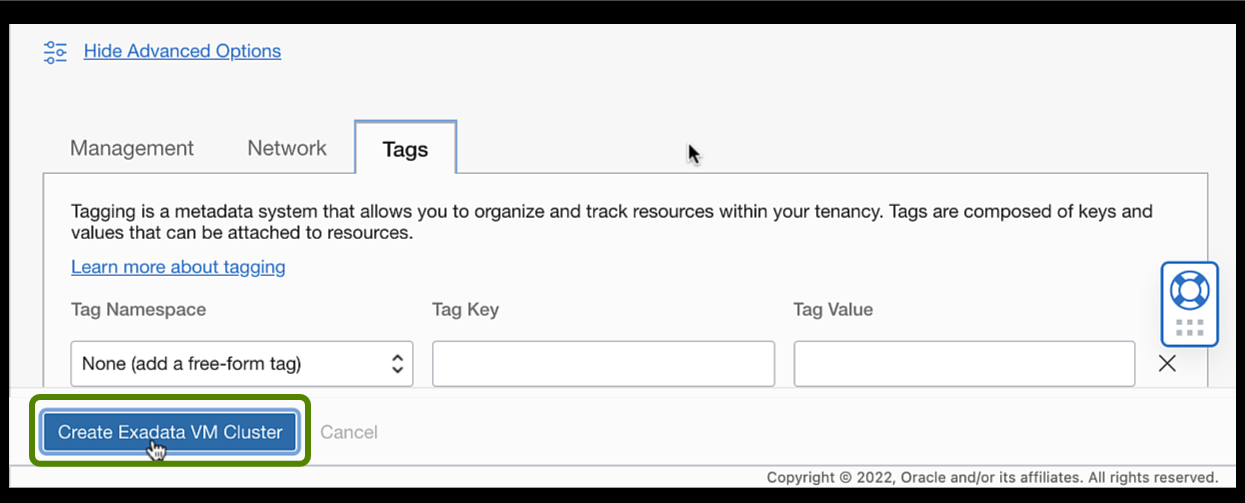 Hide Advanced Options
Management Network Tags
Tagging is a metadata system that allows you to organize and track resources within your tenancy. Tags are composed of keys and
values that can be attached to resources.
Learn more about tagging
Tag Namespace Tag Key Tag Value
None (add a free-form tag)
Create Exadata VM Cluster Cancel
Copyright © 2022, Oracle and/or its affiliates. All rights reserved.